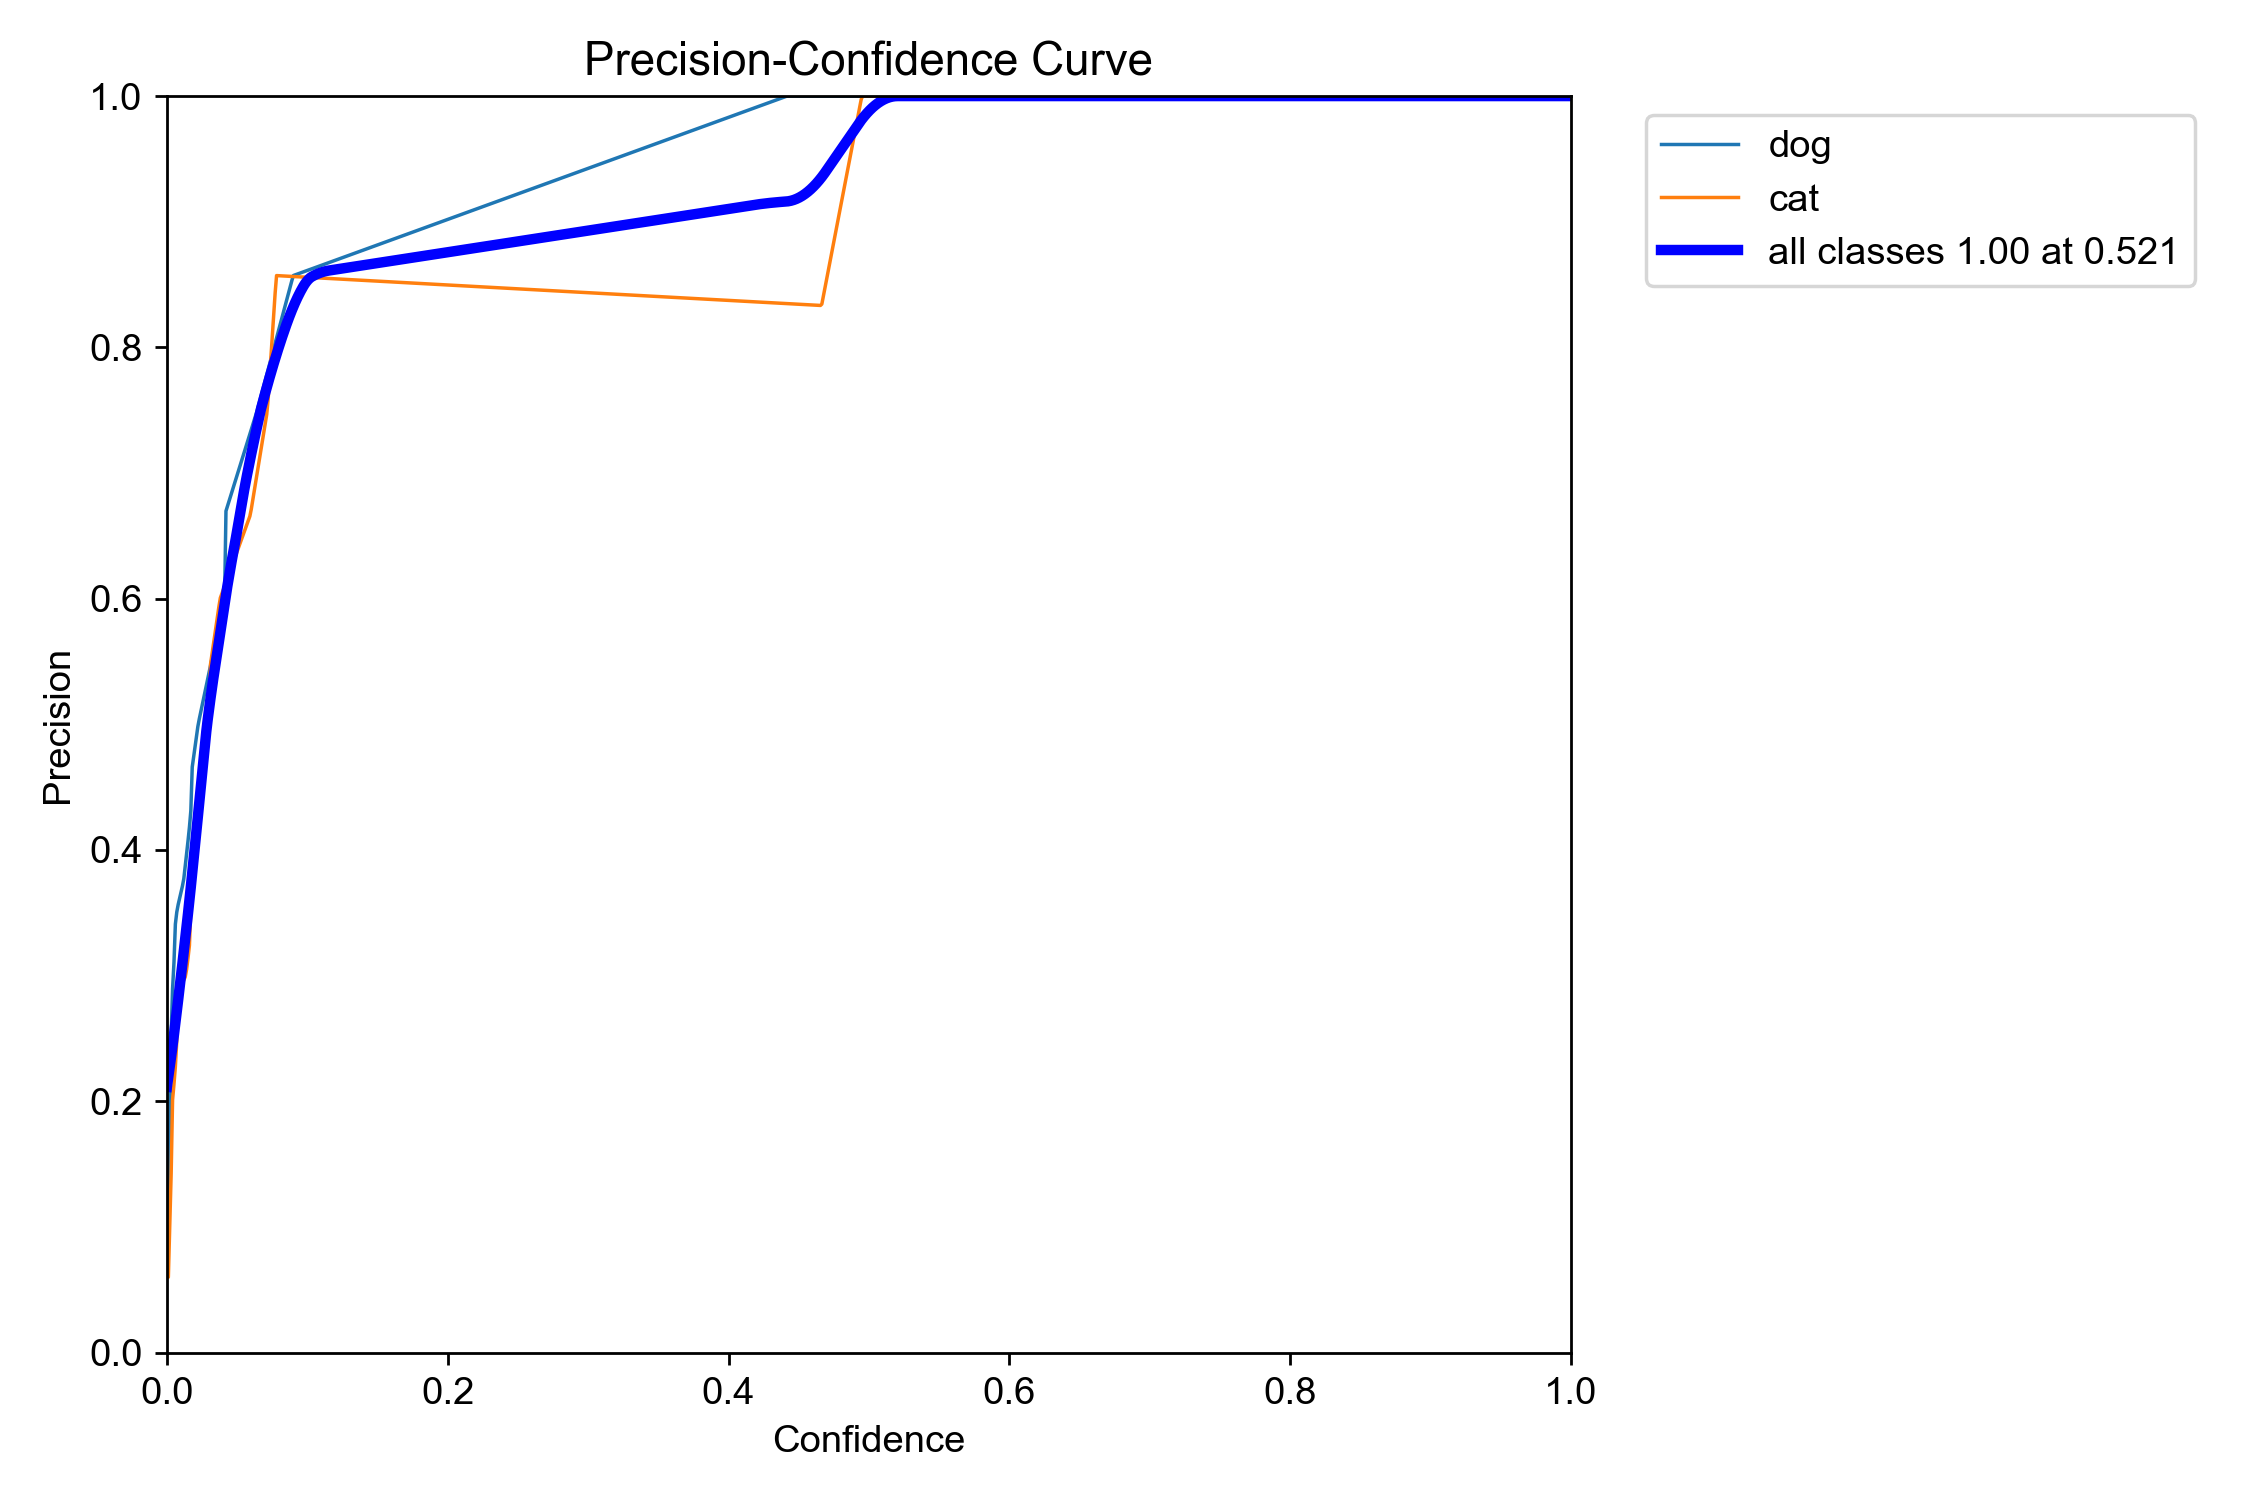 Precision-Confidence Curve
1.0
0.8
0.6
0.4
0.2
0.0
Precision
0.0 0.2 0.4 0.6 0.8 1.0
Confidence
dog
cat
all classes 1.00 at 0.521